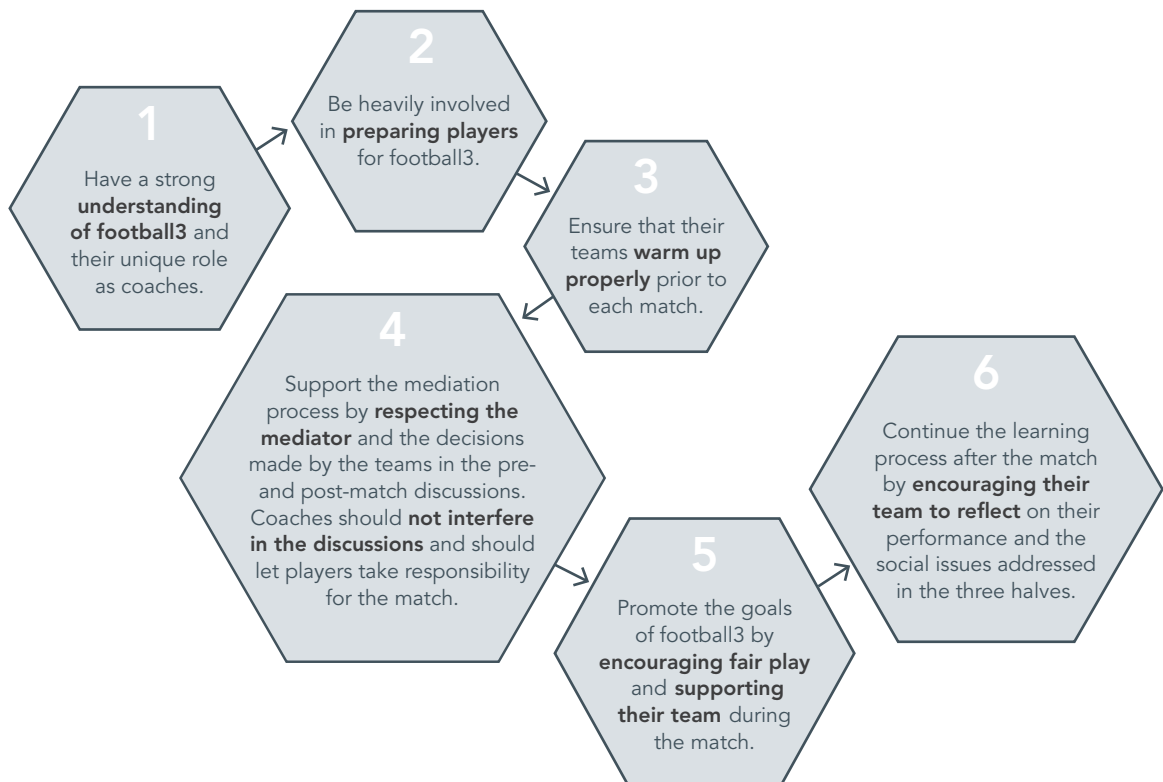 1
Have a strong
understanding
of football3 and
their unique role
as coaches.
2
Be heavily involved
in preparing players
for football3.
3
Ensure that their
teams warm up
properly prior to
each match.
4
Support the mediation
process by respecting the
mediator and the decisions
made by the teams in the pre-
and post-match discussions.
Coaches should not interfere
in the discussions and should
let players take responsibility
for the match.
5
Promote the goals
of football3 by
encouraging fair play
and supporting
their team during
the match.
6
Continue the learning
process after the match
by encouraging their
team to reflect on their
performance and the
social issues addressed
in the three halves.